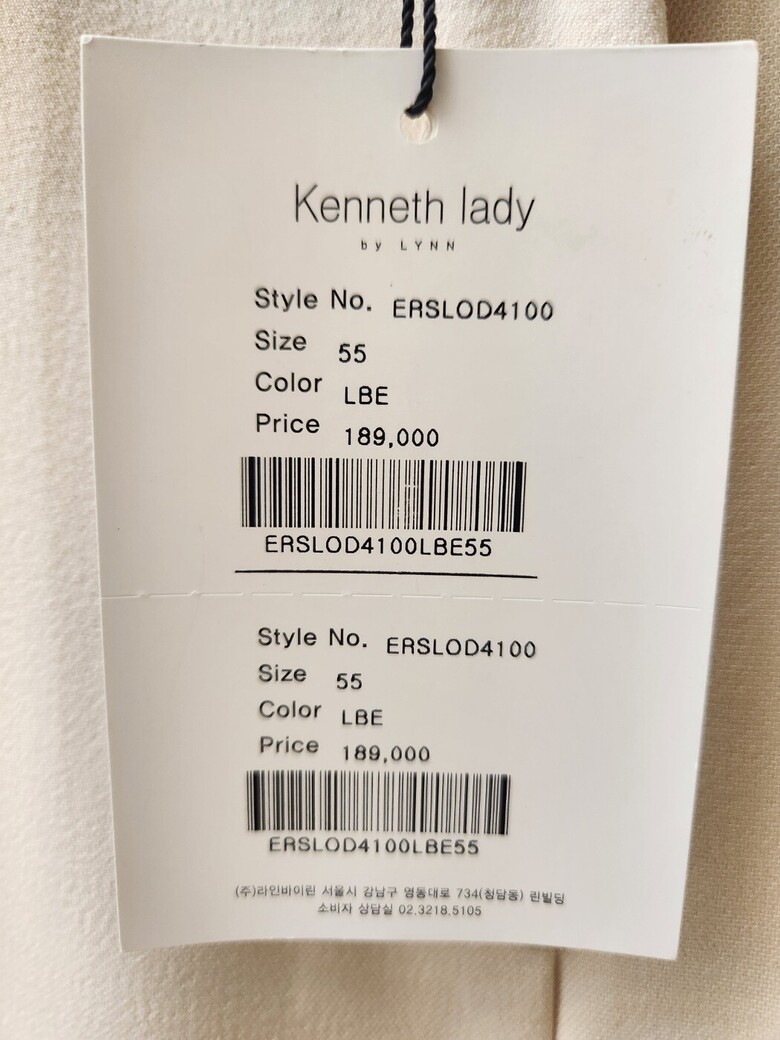 Kenneth lady
by LYNN
Style No. ERSLOD4100
Size 55
Color LBE
Price 189,000
ERSLOD4100LBE55
Style No. ERSLOD4100
Size 55
Color LBE
Price 189,000
ERSLOD4100LBE55
(주)라인바이린 서울시 강남구 영동대로 734(청담동) 린빌딩
소비자 상담실 02.3218.5105